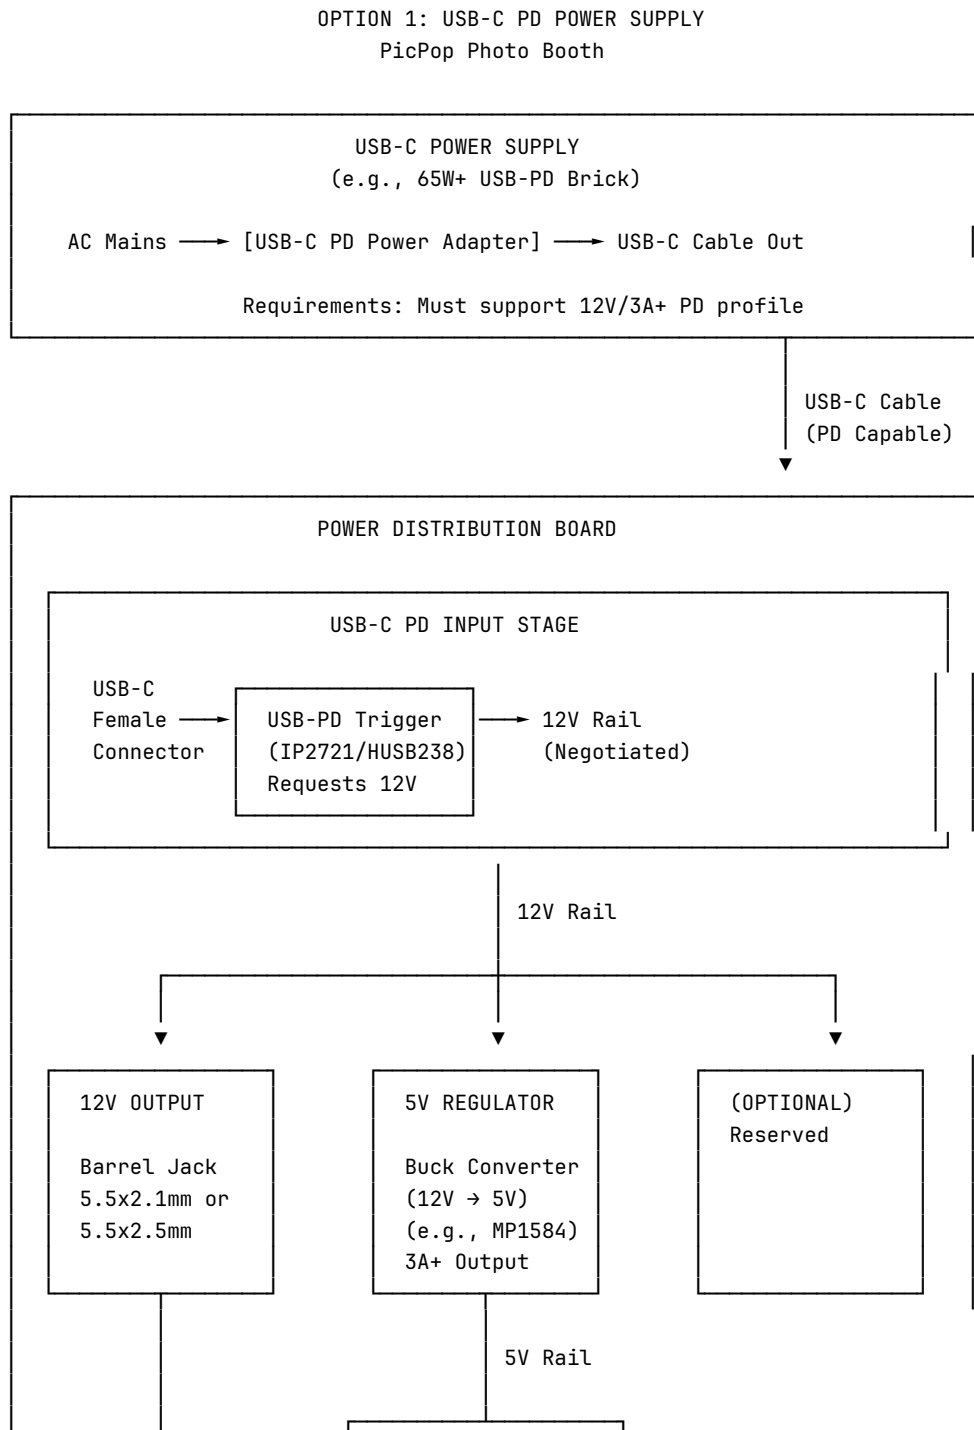 OPTION 1: USB-C PD POWER SUPPLY
PicPop Photo Booth
USB-C POWER SUPPLY
(e.g., 65W+ USB-PD Brick)
AC Mains ───► [USB-C PD Power Adapter] ───► USB-C Cable Out
Requirements: Must support 12V/3A+ PD profile
USB-C Cable
(PD Capable)
POWER DISTRIBUTION BOARD
USB-C PD INPUT STAGE
USB-C
Female
Connector
USB-PD Trigger
(IP2721/HUSB238)
Requests 12V
12V Rail
(Negotiated)
12V Rail
12V OUTPUT
Barrel Jack
5.5x2.1mm or
5.5x2.5mm
5V REGULATOR
Buck Converter
(12V → 5V)
(e.g., MP1584)
3A+ Output
(OPTIONAL)
Reserved
5V Rail